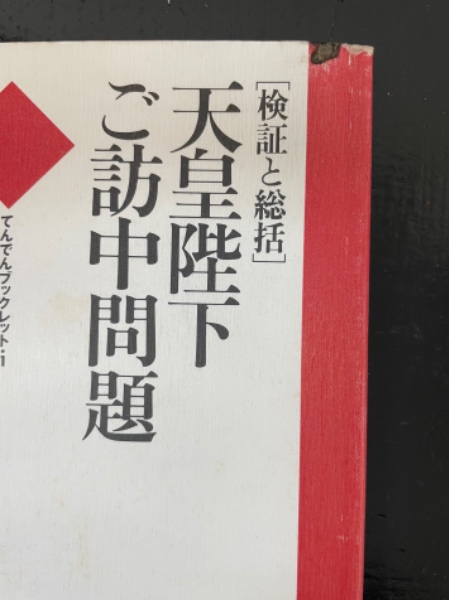 [検証と総括]
天皇陛下
ご訪中問題
てんでんブックレット・1